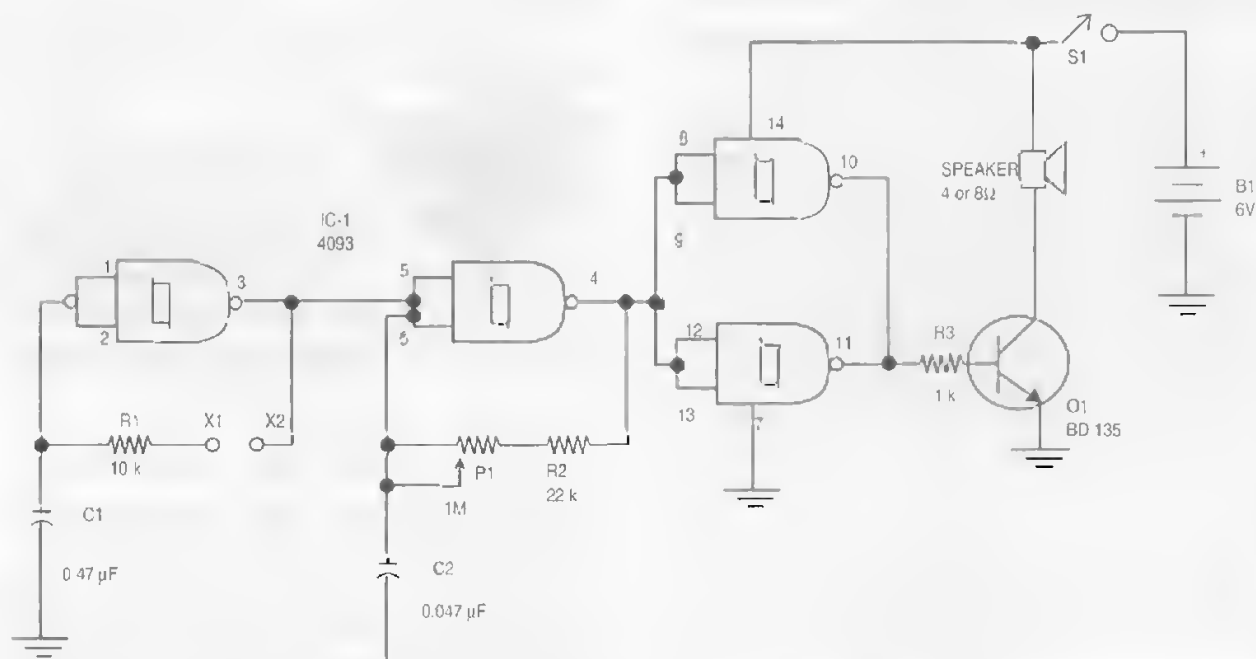 S1
14
8
10
SPEAKER
4 or 8Ω
+
B1
6V
9
IC-1
4093
1
3
5
4
2
6
12
11
R3
13
7
1 k
Q1
BD 135
R1
X1
X2
10 k
P1
R2
1M
22 k
C1
0.47 µF
C2
0.047 µF